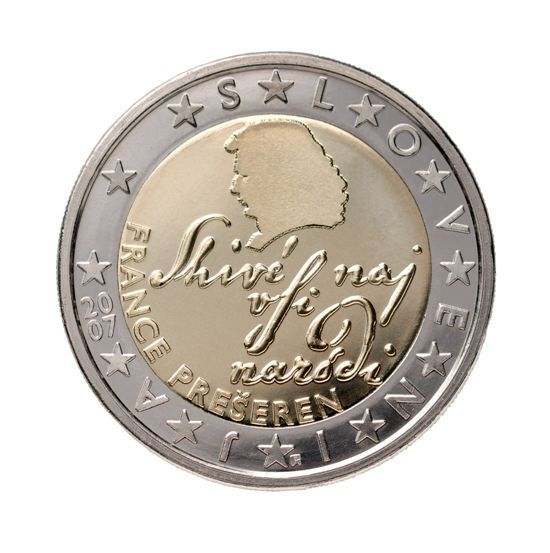 SLOVENIJA
2007
FRANCE PREŠEREN
Shivé naj
vſi
naródi